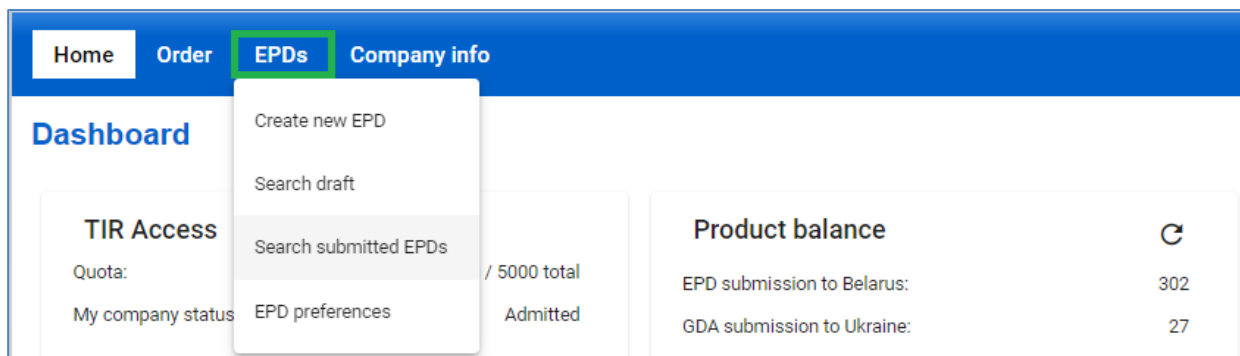 Home Order EPDs Company info
Create new EPD
Search draft
Search submitted EPDs
EPD preferences
Dashboard
TIR Access
Quota: / 5000 total
My company status Admitted
Product balance
EPD submission to Belarus: 302
GDA submission to Ukraine: 27